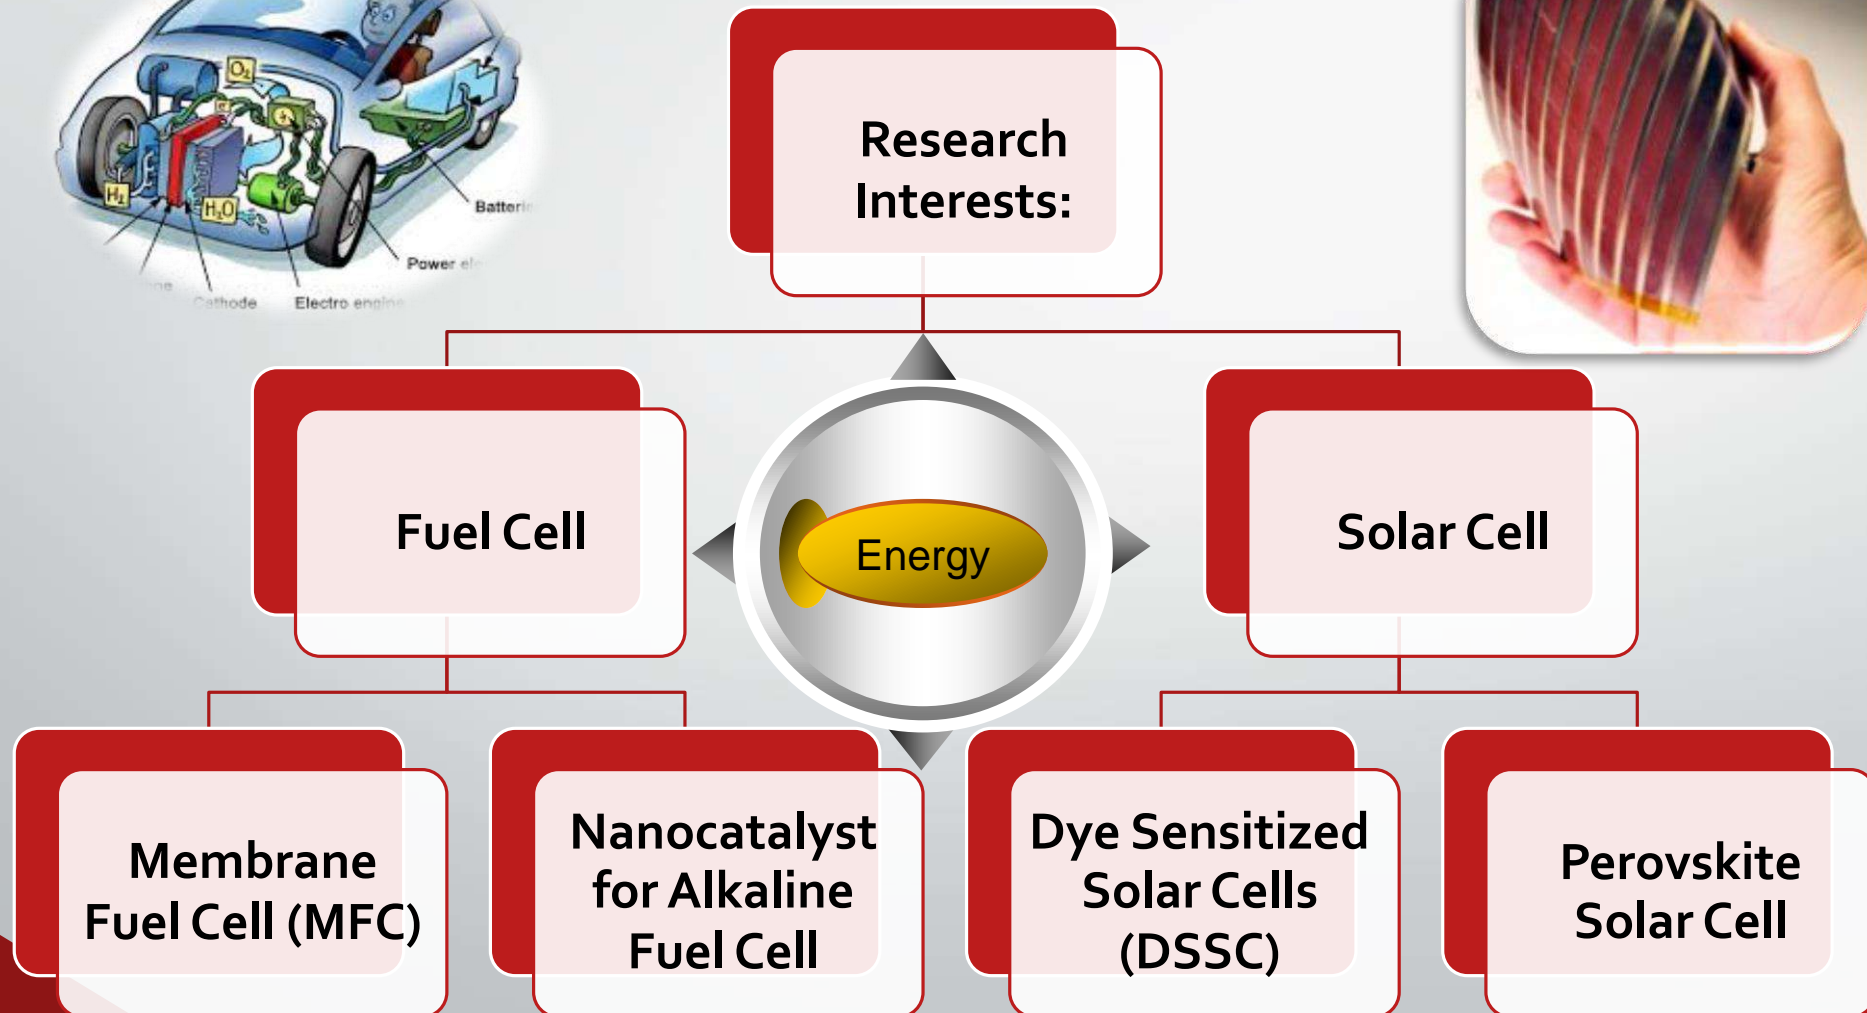 O₂
e⁻
H₂
H₂O
Batteri
Power el
Cathode
Electro engine
Research
Interests:
Fuel Cell
Energy
Solar Cell
Membrane
Fuel Cell (MFC)
Nanocatalyst
for Alkaline
Fuel Cell
Dye Sensitized
Solar Cells
(DSSC)
Perovskite
Solar Cell